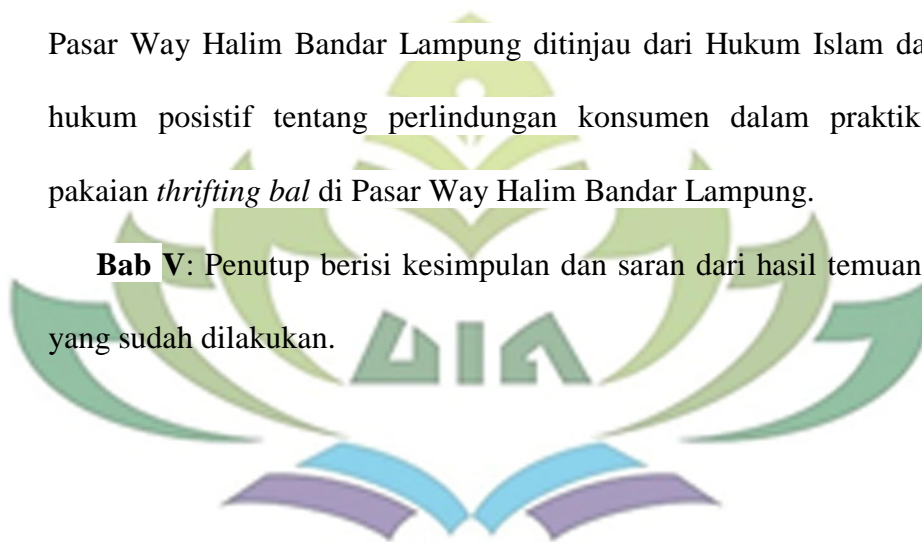 Pasar Way Halim Bandar Lampung ditinjau dari Hukum Islam da
hukum posistif tentang perlindungan konsumen dalam praktik
pakaian thrifting bal di Pasar Way Halim Bandar Lampung.
Bab V: Penutup berisi kesimpulan dan saran dari hasil temuan
yang sudah dilakukan.
UIN